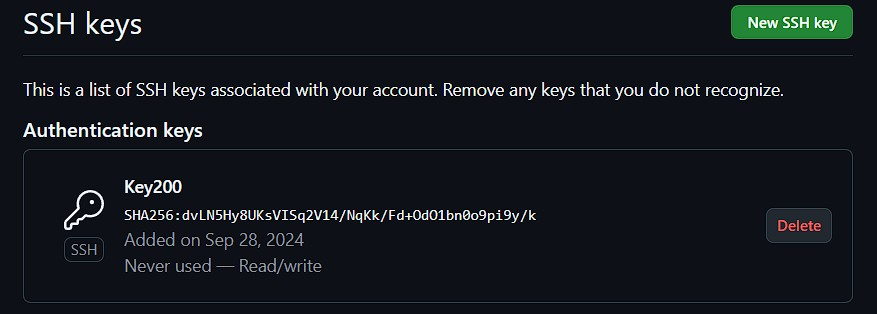 SSH keys
New SSH key
This is a list of SSH keys associated with your account. Remove any keys that you do not recognize.
Authentication keys
Key200
SHA256:dvLN5Hy8UKsVISq2V14/NqKk/Fd+OdO1bn0o9pi9y/k
SSH
Added on Sep 28, 2024
Never used — Read/write
Delete